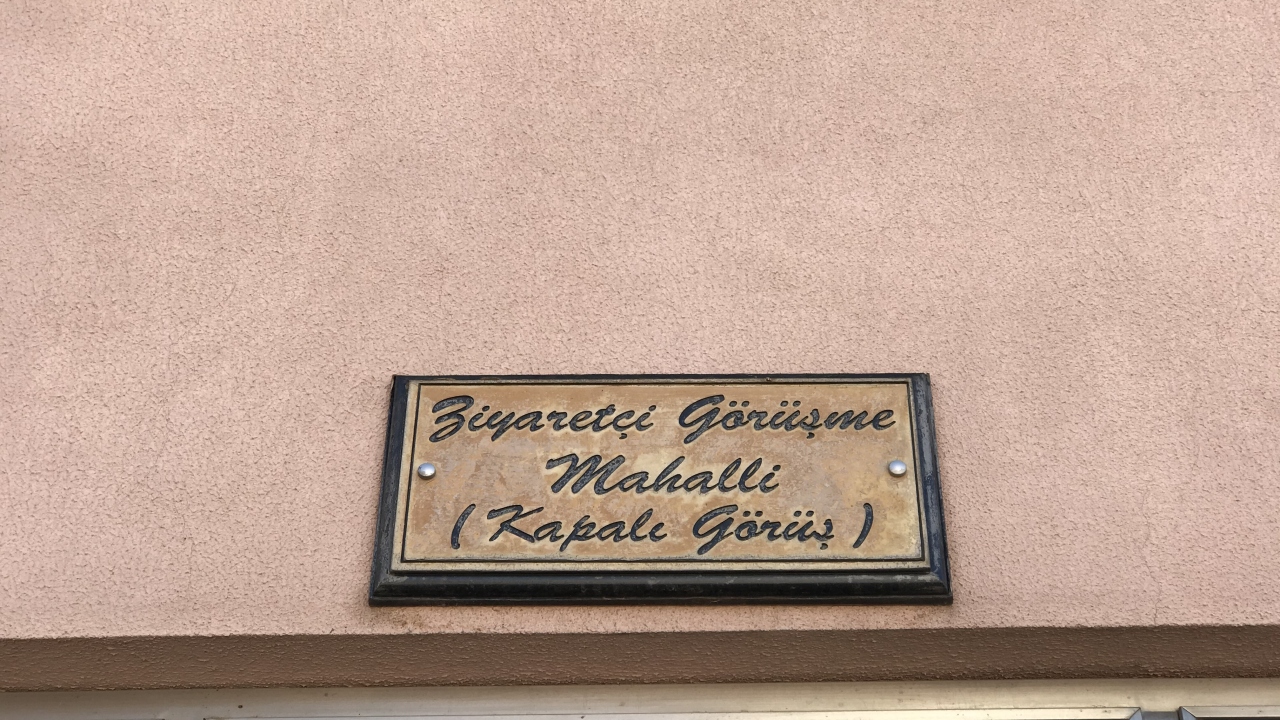 Ziyaretçi Görüşme
Mahalli
( Kapalı Görüş )